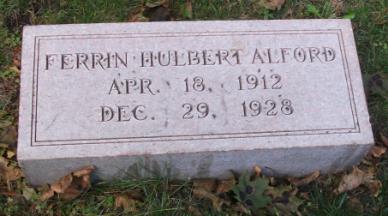 FERRIN HULBERT ALFORD
APR. 18, 1912
DEC. 29, 1928